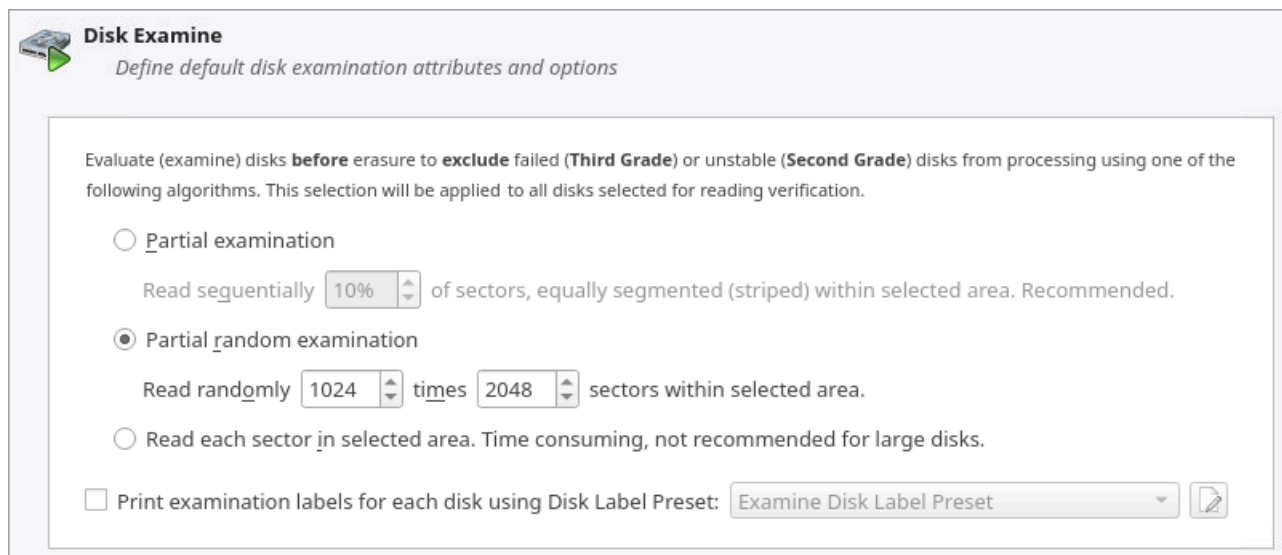 Disk Examine
Define default disk examination attributes and options
Evaluate (examine) disks before erasure to exclude failed (Third Grade) or unstable (Second Grade) disks from processing using one of the
following algorithms. This selection will be applied to all disks selected for reading verification.
Partial examination
Read sequentially 10% of sectors, equally segmented (striped) within selected area. Recommended.
Partial random examination
Read randomly 1024 times 2048 sectors within selected area.
Read each sector in selected area. Time consuming, not recommended for large disks.
Print examination labels for each disk using Disk Label Preset: Examine Disk Label Preset